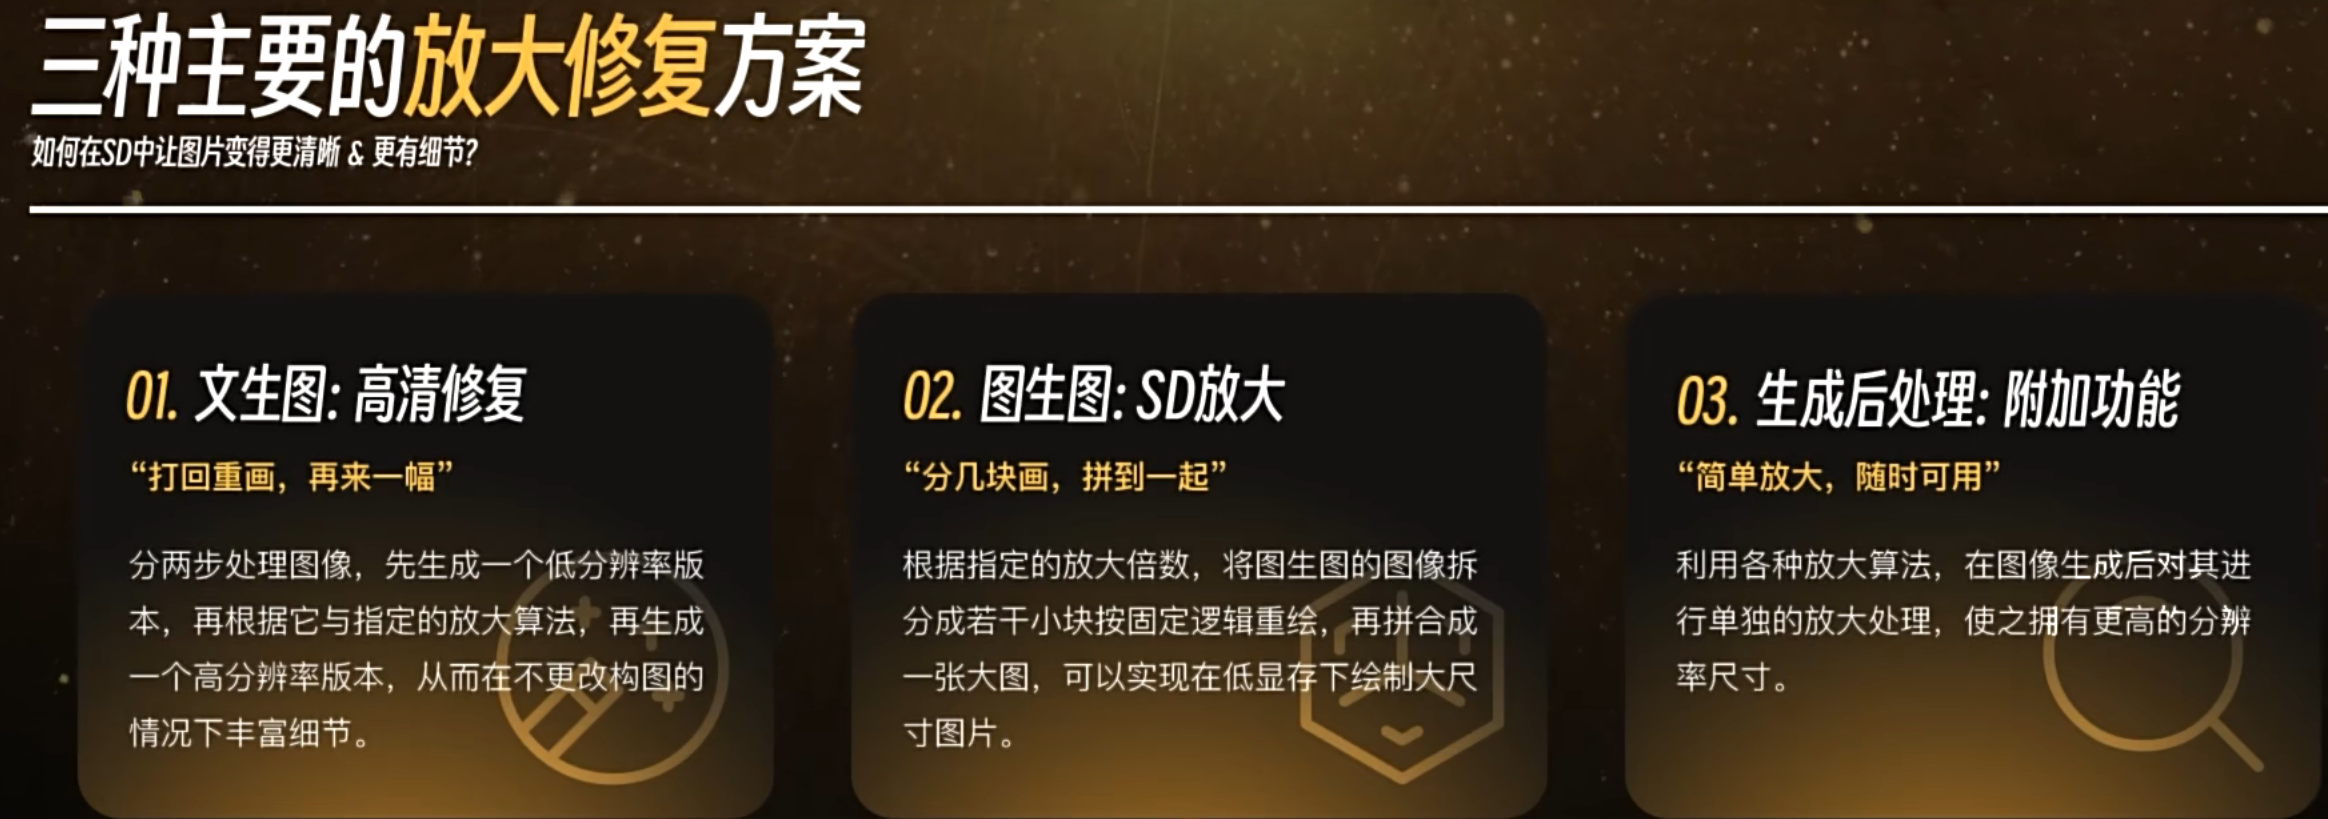 三种主要的放大修复方案
如何在SD中让图片变得更清晰 & 更有细节?
01. 文生图: 高清修复
“打回重画，再来一幅”
分两步处理图像，先生成一个低分辨率版
本，再根据它与指定的放大算法，再生成
一个高分辨率版本，从而在不更改构图的
情况下丰富细节。
02. 图生图: SD放大
“分几块画，拼到一起”
根据指定的放大倍数，将图生图的图像拆
分成若干小块按固定逻辑重绘，再拼合成
一张大图，可以实现在低显存下绘制大尺
寸图片。
03. 生成后处理: 附加功能
“简单放大，随时可用”
利用各种放大算法，在图像生成后对其进
行单独的放大处理，使之拥有更高的分辨
率尺寸。